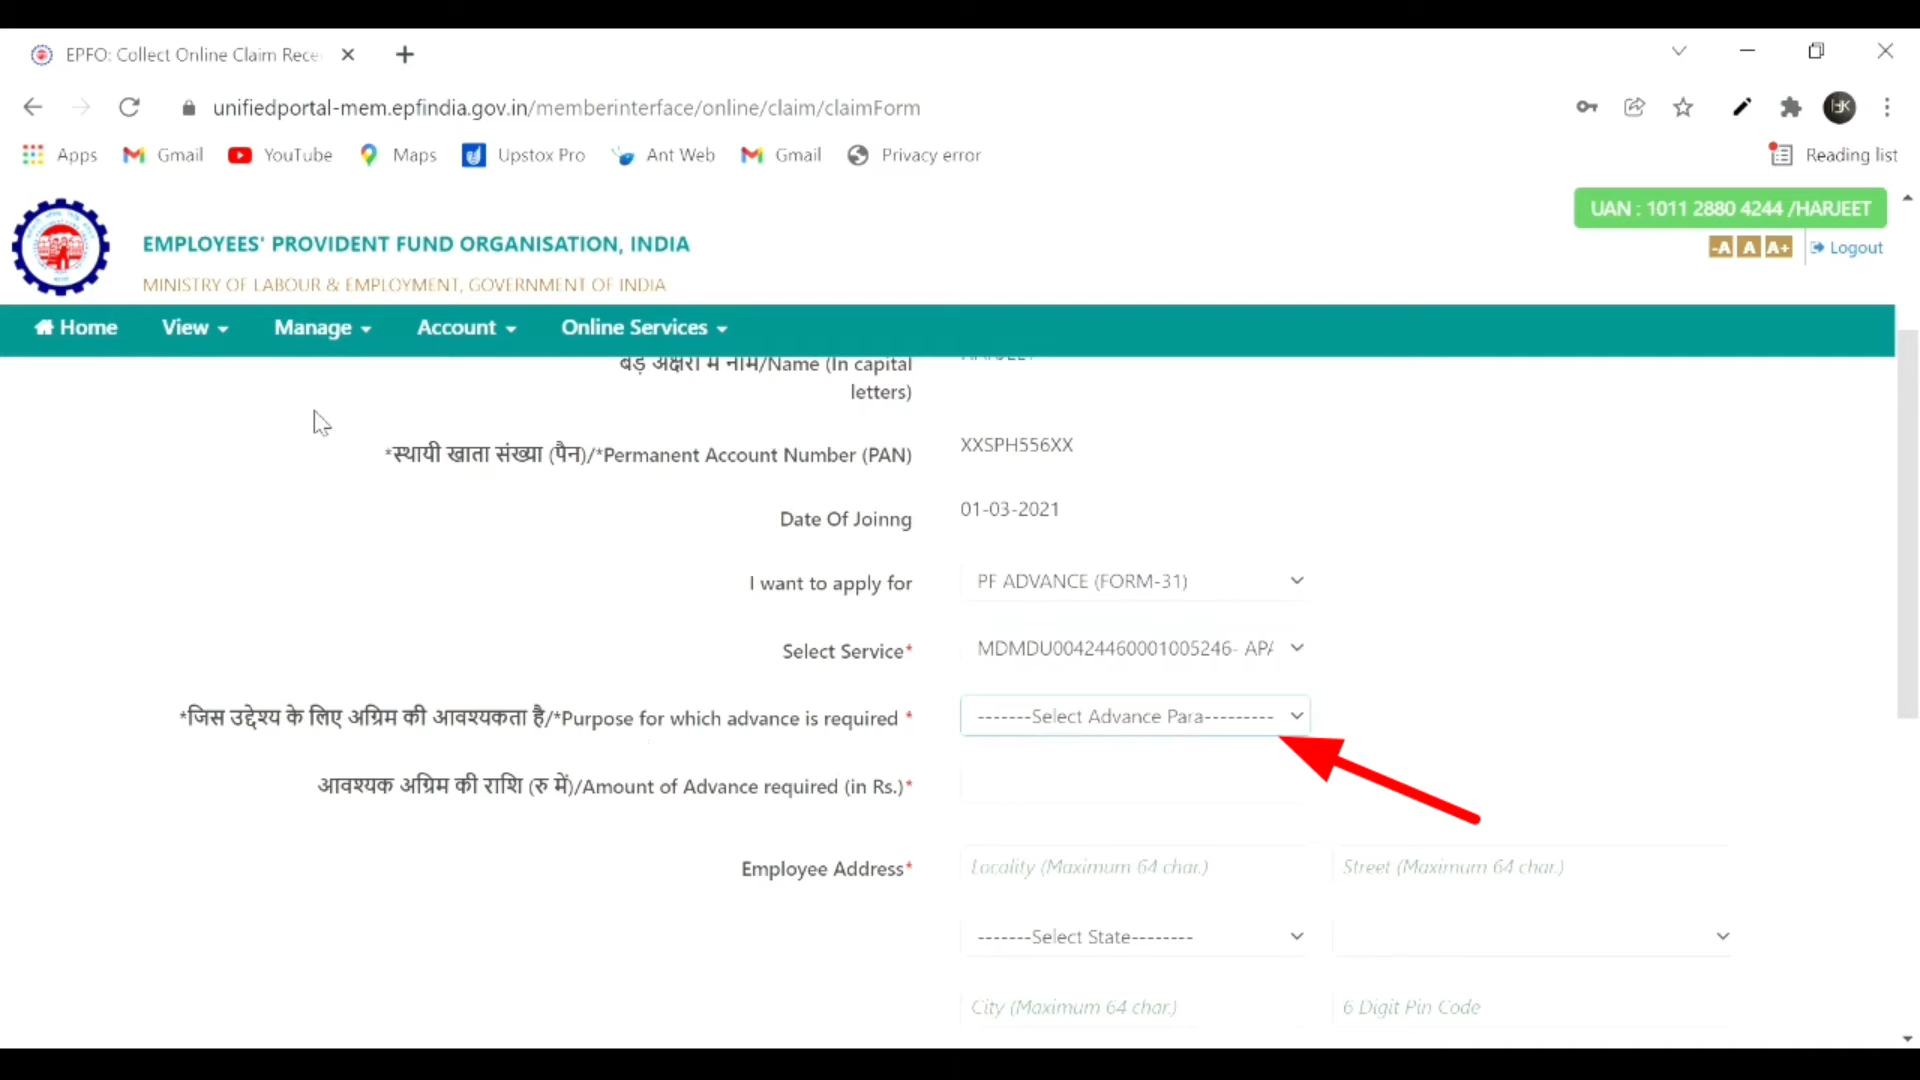 EPFO: Collect Online Claim Rece
unifiedportal-mem.epfindia.gov.in/memberinterface/online/claim/claimForm
Apps Gmail YouTube Maps Upstox Pro Ant Web Gmail Privacy error Reading list
UAN : 1011 2880 4244 /HARJEET
EMPLOYEES' PROVIDENT FUND ORGANISATION, INDIA
-A A A+ Logout
MINISTRY OF LABOUR & EMPLOYMENT, GOVERNMENT OF INDIA
Home View Manage Account Online Services
बड़े अक्षरों में नाम/Name (In capital
letters)
*स्थायी खाता संख्या (पैन)/*Permanent Account Number (PAN) XXSPH556XX
Date Of Joinng 01-03-2021
I want to apply for PF ADVANCE (FORM-31)
Select Service* MDMDU00424460001005246- APA
*जिस उद्देश्य के लिए अग्रिम की आवश्यकता है/*Purpose for which advance is required * -------Select Advance Para---------
आवश्यक अग्रिम की राशि (रु में)/Amount of Advance required (in Rs.)*
Employee Address* Locality (Maximum 64 char.) Street (Maximum 64 char.)
-------Select State--------
City (Maximum 64 char.) 6 Digit Pin Code